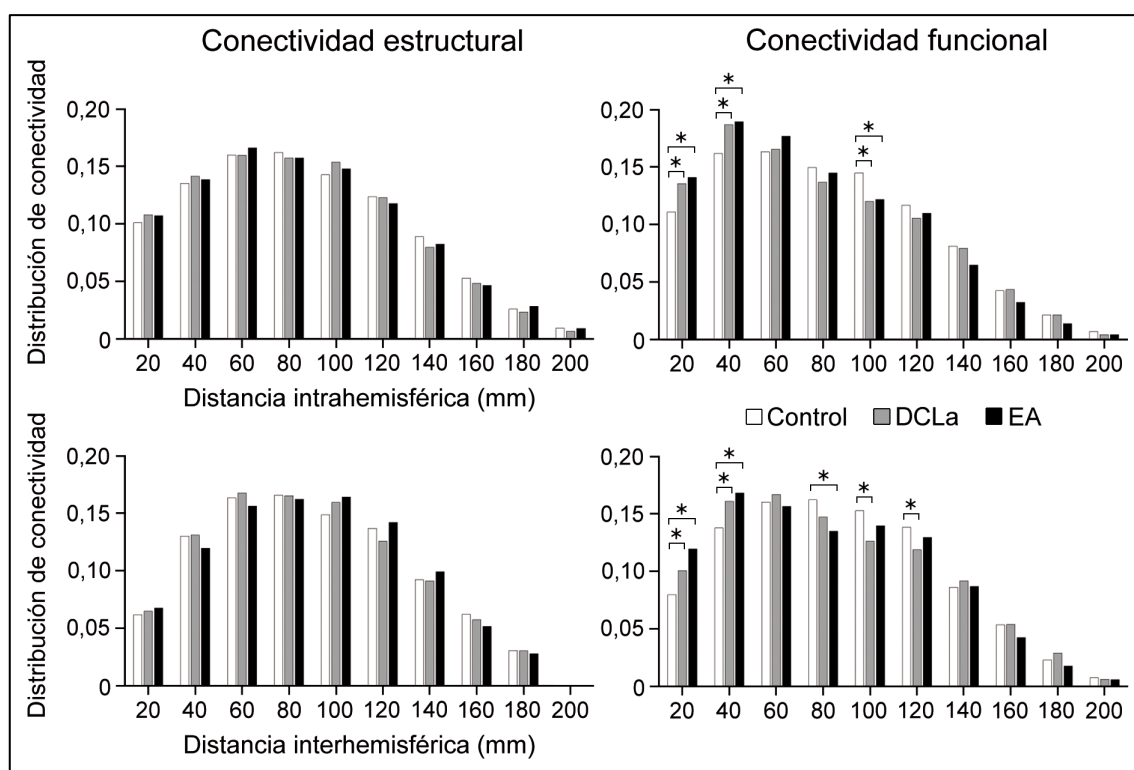 Conectividad estructural
Distribución de conectividad
0,20
0,15
0,10
0,05
0
20 40 60 80 100 120 140 160 180 200
Distancia intrahemisférica (mm)
Conectividad funcional
0,20
0,15
0,10
0,05
0
* * * * * *
20 40 60 80 100 120 140 160 180 200
Control DCLa EA
Distribución de conectividad
0,20
0,15
0,10
0,05
0
20 40 60 80 100 120 140 160 180 200
Distancia interhemisférica (mm)
0,20
0,15
0,10
0,05
0
* * * * * * *
20 40 60 80 100 120 140 160 180 200